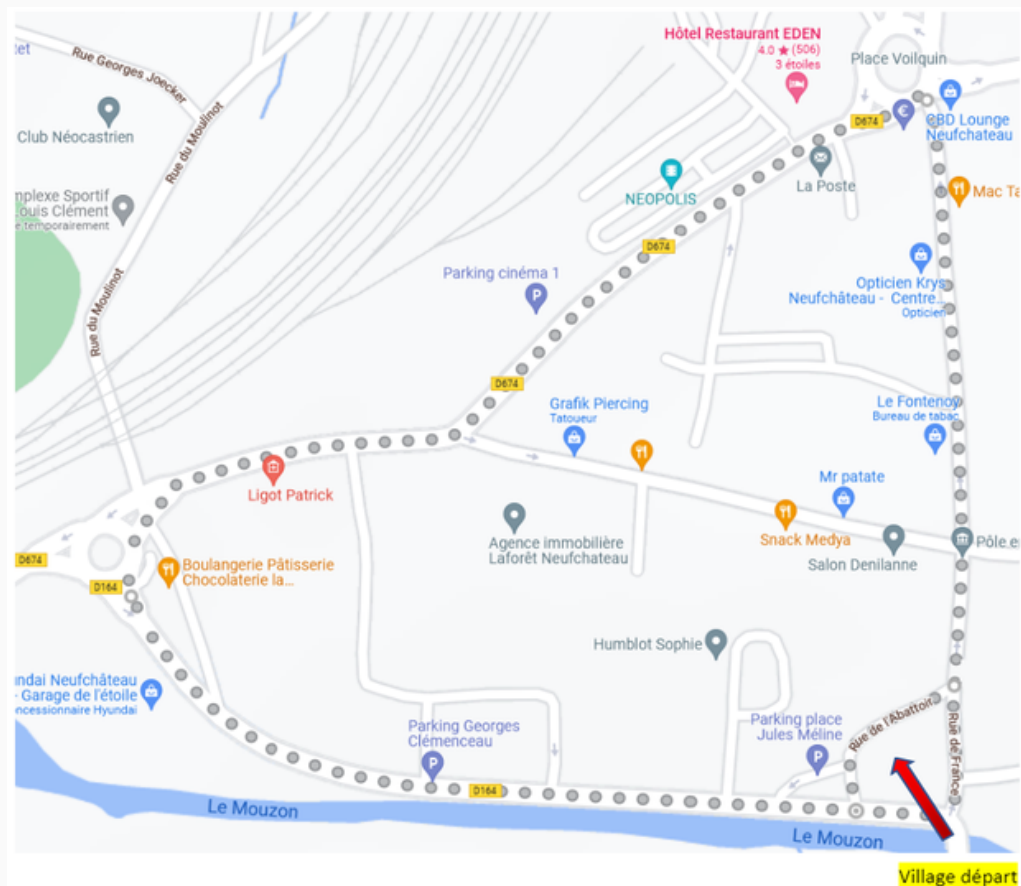 tet
Rue Georges Joecker
Club Néocastrien
Rue du Moulinot
mplexe Sportif
ouis Clément
e temporairement
Rue du Moulinot
Hôtel Restaurant EDEN
4.0 ★ (506)
3 étoiles
Place Voilquin
D674
€
CBD Lounge
Neufchateau
La Poste
NEOPOLIS
Mac Ta
D674
Parking cinéma 1
P
Opticien Krys
Neufchâteau - Centre...
Opticien
D674
Grafik Piercing
Tatoueur
Le Fontenoy
Bureau de tabac
Ligot Patrick
Mr patate
Agence immobilière
Laforêt Neufchateau
Snack Medya
Salon Denilanne
Pôle e
D674
D164
Boulangerie Pâtisserie
Chocolaterie la...
Humblot Sophie
undai Neufchâteau
- Garage de l'étoile
oncessionnaire Hyundai
Parking Georges
Clémenceau
P
Parking place
Jules Méline
P
Rue de l'Abattoir
Rue de France
D164
Le Mouzon
Le Mouzon
Village départ